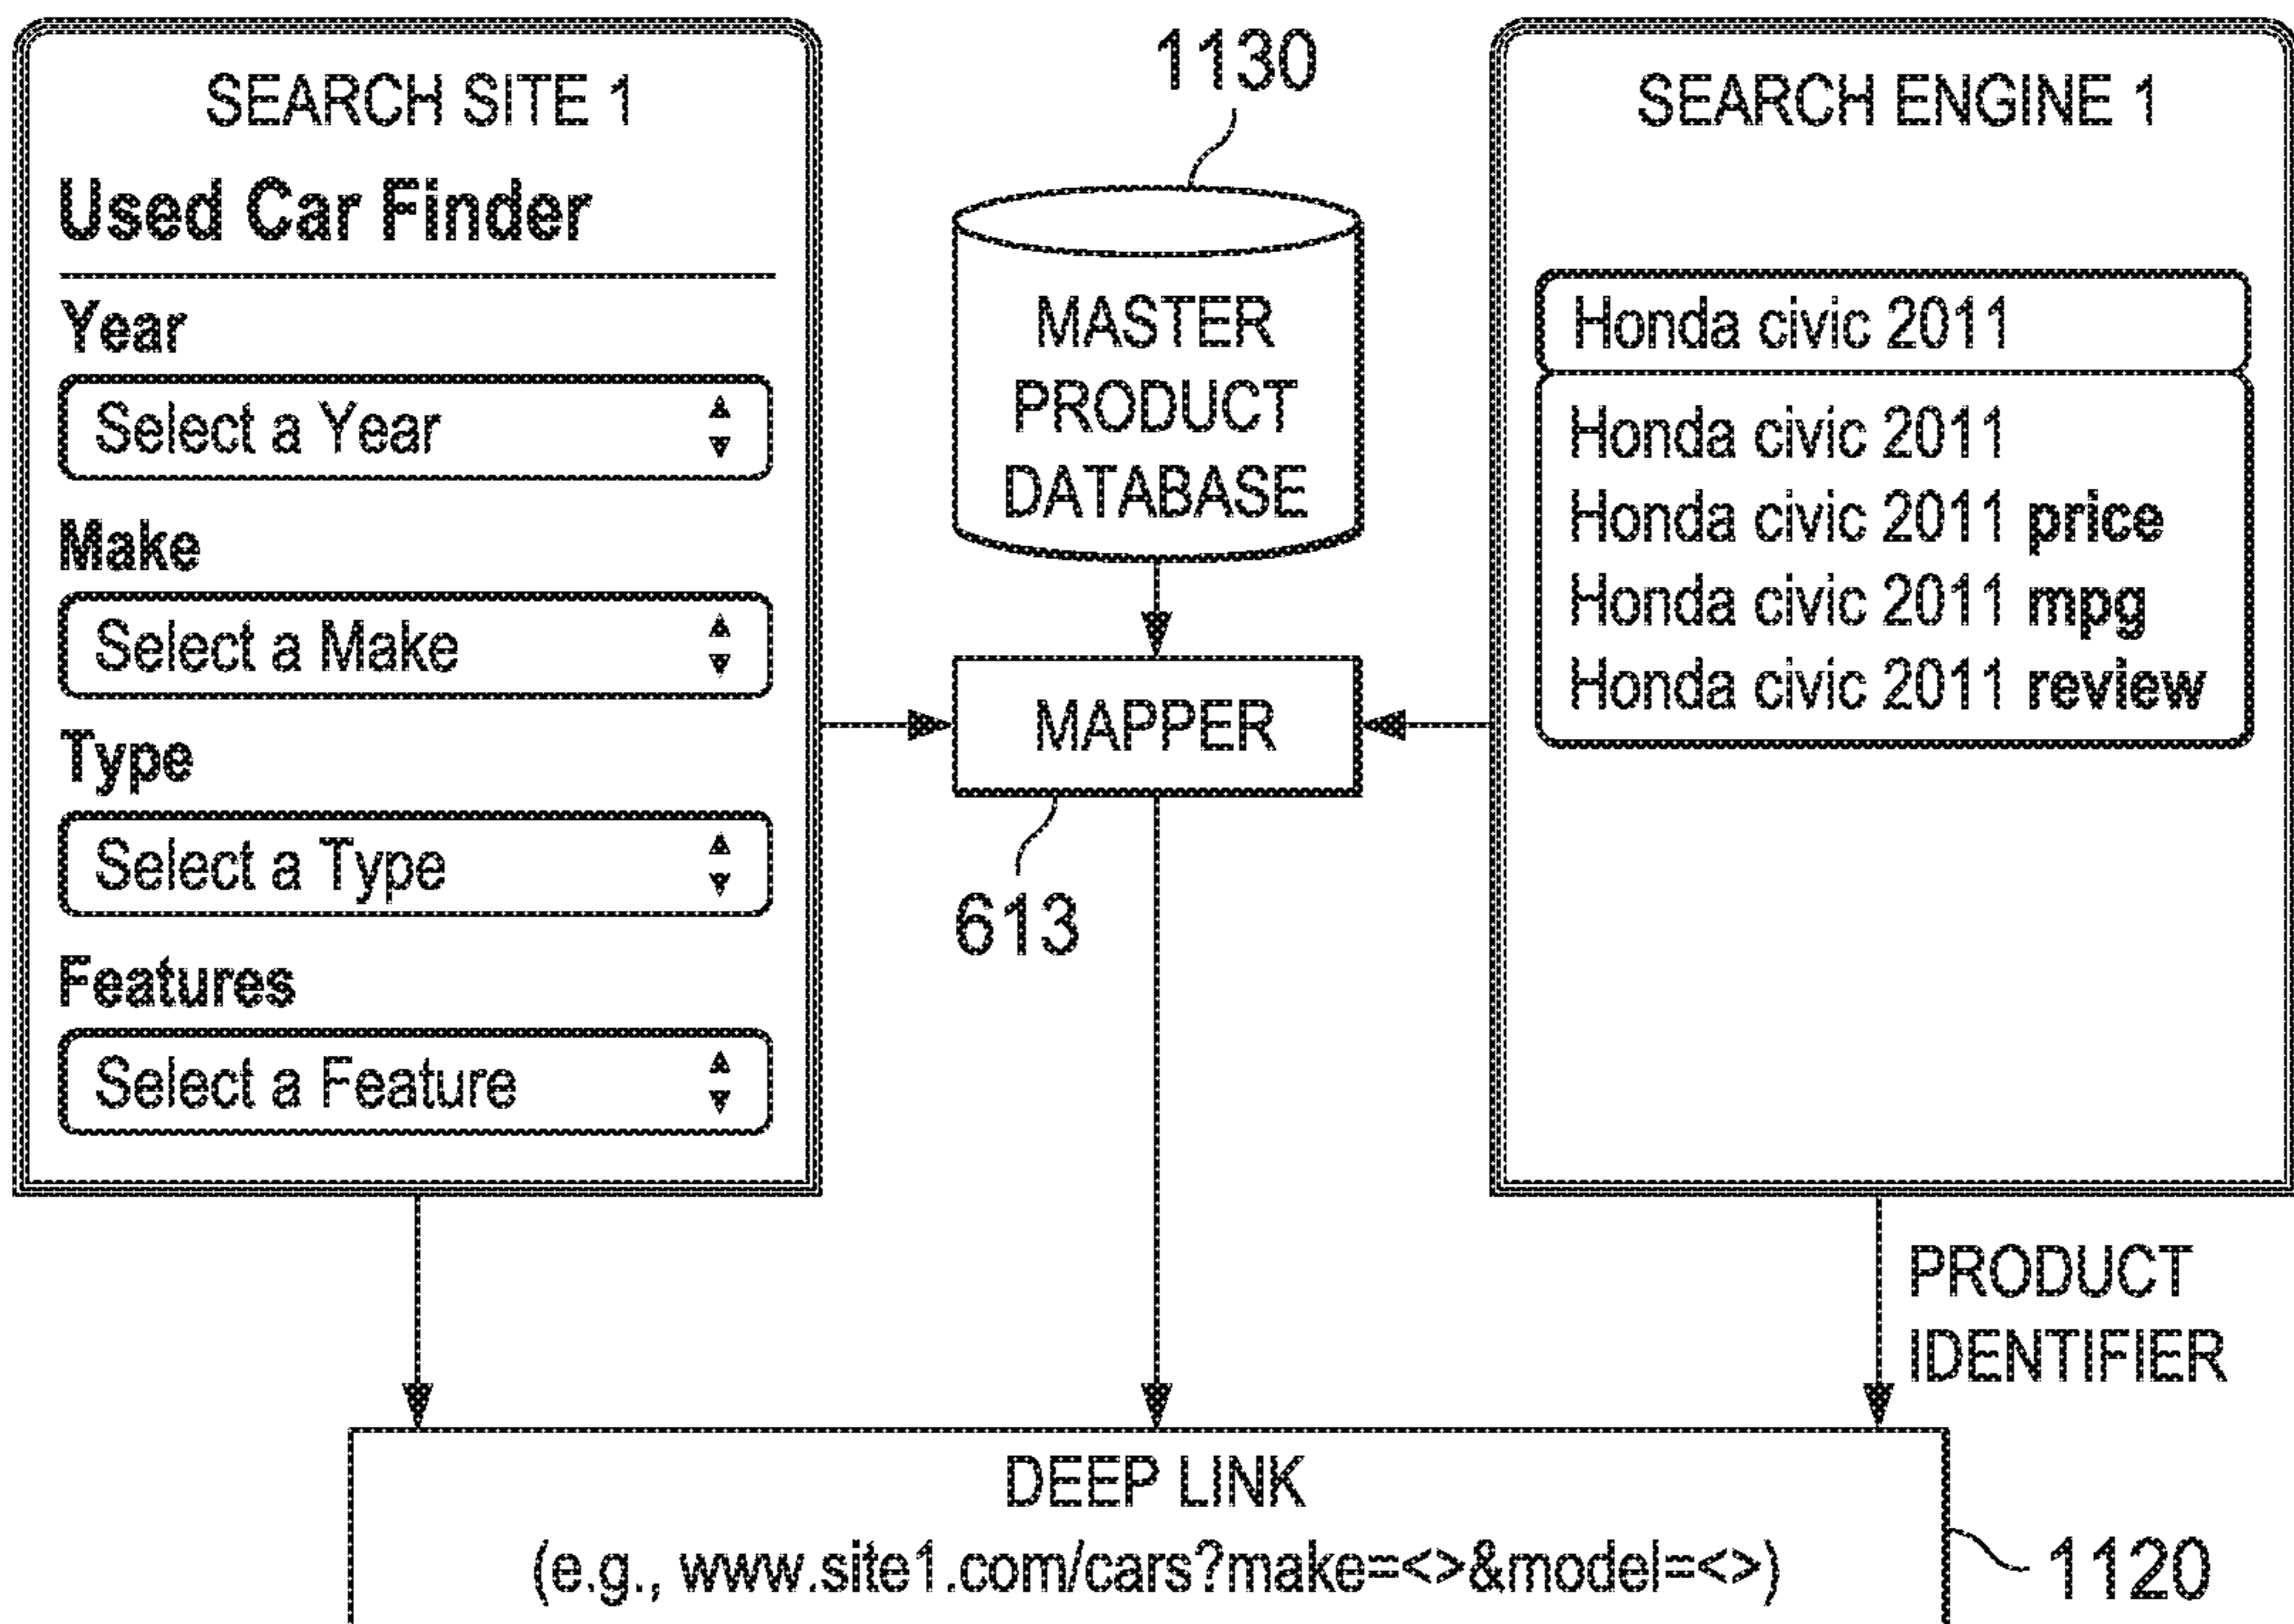 SEARCH SITE 1
Used Car Finder
Year
Select a Year
Make
Select a Make
Type
Select a Type
Features
Select a Feature
1130
MASTER
PRODUCT
DATABASE
MAPPER
613
SEARCH ENGINE 1
Honda civic 2011
Honda civic 2011
Honda civic 2011 price
Honda civic 2011 mpg
Honda civic 2011 review
PRODUCT
IDENTIFIER
DEEP LINK
(e.g., www.site1.com/cars?make=<>&model=<>)
1120